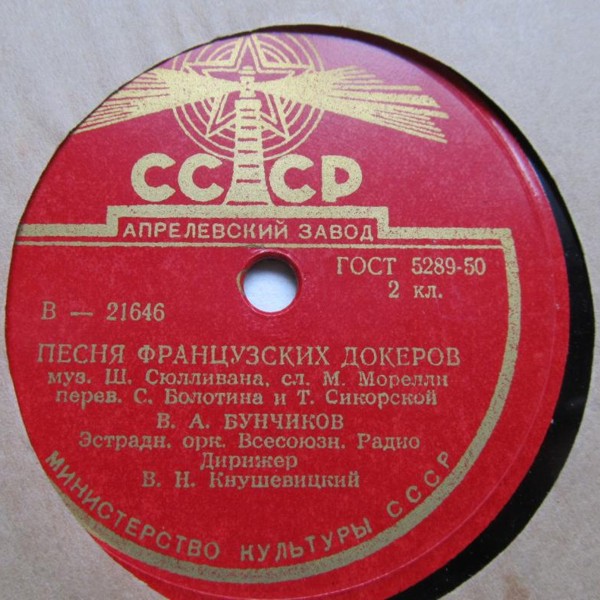 СССР
АПРЕЛЕВСКИЙ ЗАВОД
ГОСТ 5289-50
2 кл.
В — 21646
ПЕСНЯ ФРАНЦУЗСКИХ ДОКЕРОВ
муз. Ш. Сюлливана, сл. М. Морелли
перев. С. Болотина и Т. Сикорской
В. А. БУНЧИКОВ
Эстрадн. орк. Всесоюзн. Радио
Дирижер
В. Н. Кнушевицкий
МИНИСТЕРСТВО КУЛЬТУРЫ СССР